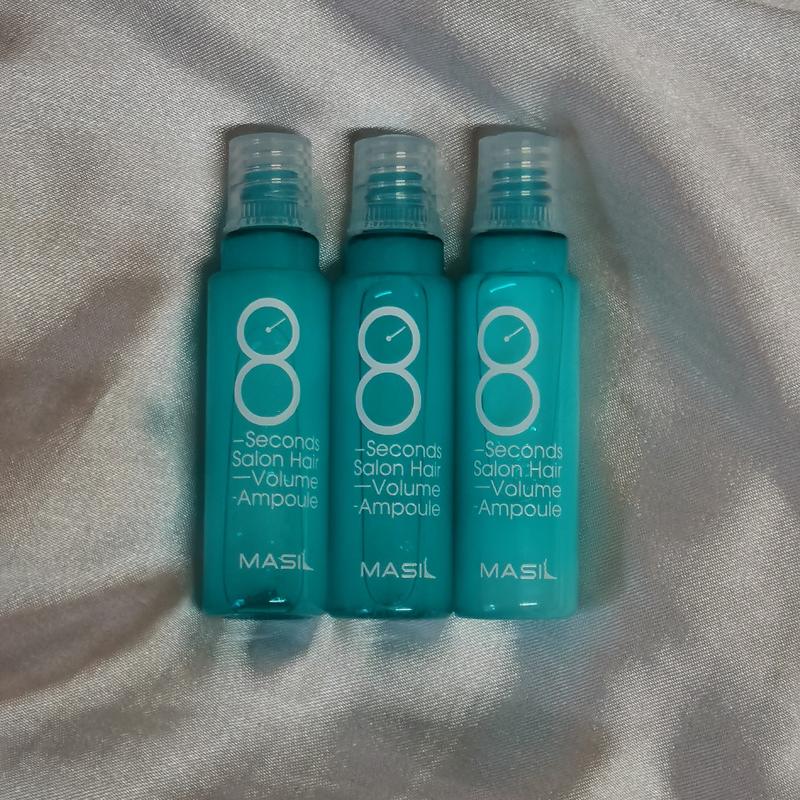 8
–Seconds
Salon Hair
—Volume
-Ampoule
MASIL
8
–Seconds
Salon Hair
—Volume
-Ampoule
MASIL
8
–Seconds
Salon Hair
—Volume
-Ampoule
MASIL